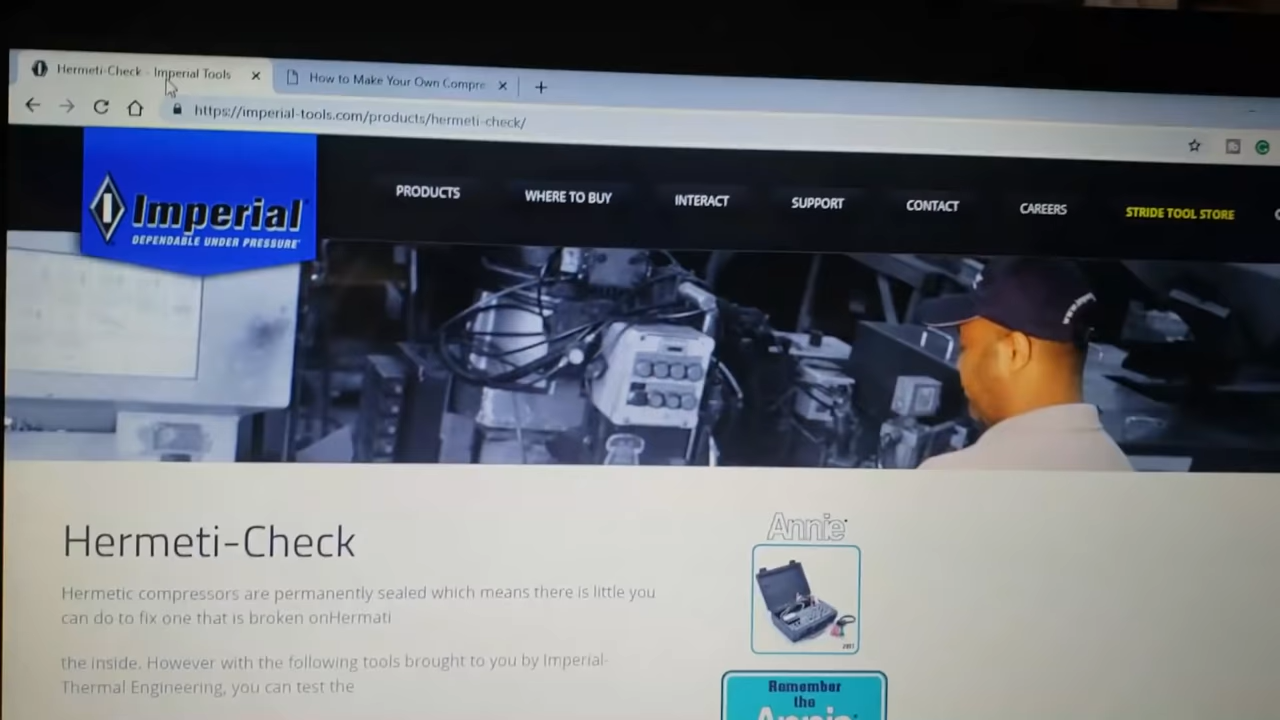 Hermeti-Check - Imperial Tools
How to Make Your Own Compre
https://imperial-tools.com/products/hermeti-check/
Imperial
DEPENDABLE UNDER PRESSURE
PRODUCTS
WHERE TO BUY
INTERACT
SUPPORT
CONTACT
CAREERS
STRIDE TOOL STORE
Hermeti-Check
Hermetic compressors are permanently sealed which means there is little you
can do to fix one that is broken onHermati
the inside. However with the following tools brought to you by Imperial-
Thermal Engineering, you can test the
Annie
Remember
the
Annie